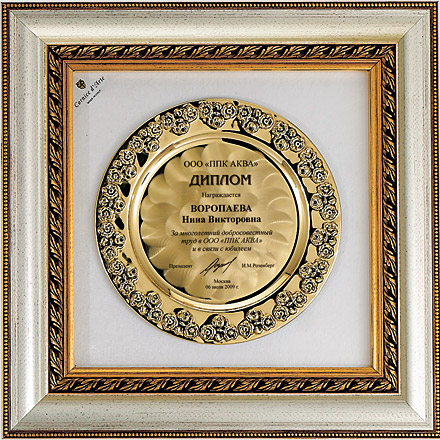 Cornice d'Arte
ООО «ППК АКВА»
ДИПЛОМ
Награждается
ВОРОПАЕВА
Нина Викторовна
За многолетний добросовестный
труд в ООО «ППК АКВА»
и в связи с юбилеем
Президент И.М.Розенберг
Москва
06 июля 2009 г.